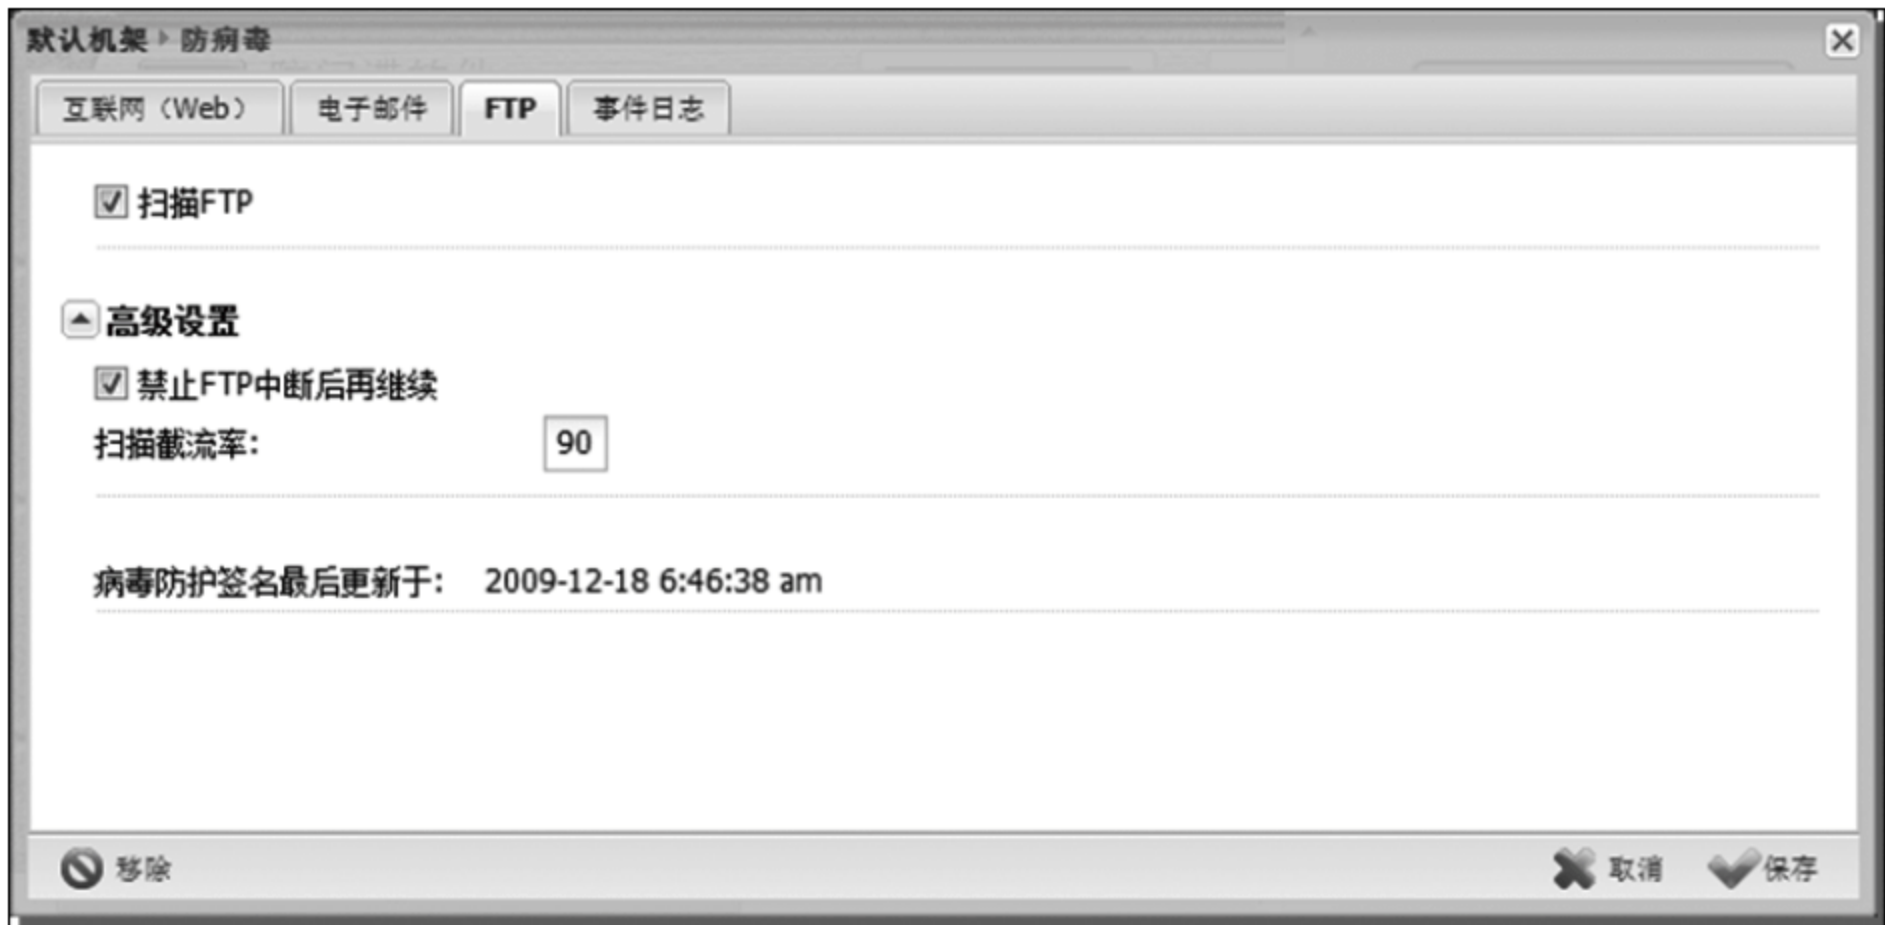 默认机架 防病毒
互联网（Web） 电子邮件 FTP 事件日志
扫描FTP
高级设置
禁止FTP中断后再继续
扫描截流率: 90
病毒防护签名最后更新于: 2009-12-18 6:46:38 am
移除 取消 保存